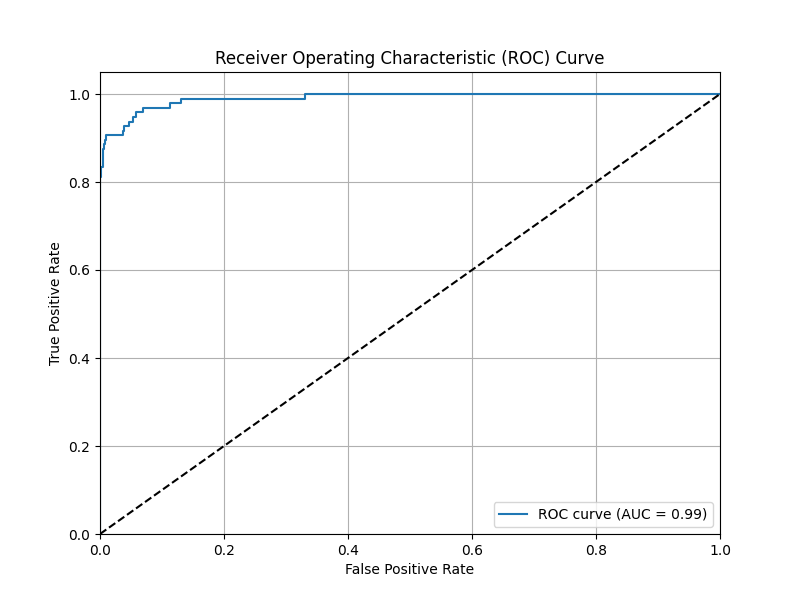 Receiver Operating Characteristic (ROC) Curve
True Positive Rate
1.0
0.8
0.6
0.4
0.2
0.0
ROC curve (AUC = 0.99)
0.0 0.2 0.4 0.6 0.8 1.0
False Positive Rate